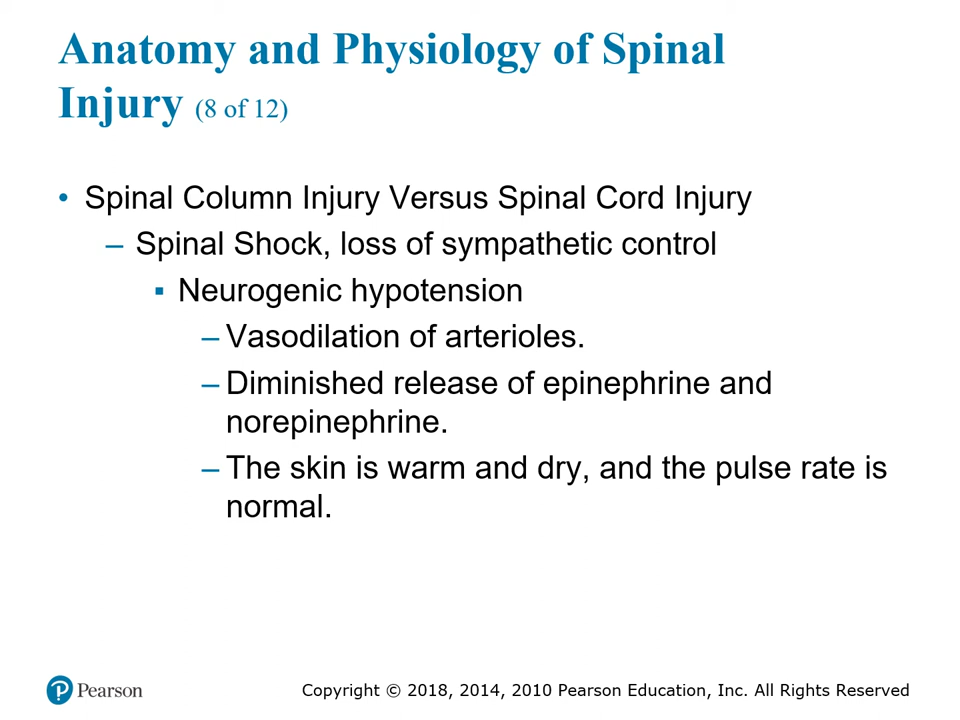 Anatomy and Physiology of Spinal
Injury (8 of 12)
• Spinal Column Injury Versus Spinal Cord Injury
– Spinal Shock, loss of sympathetic control
▪ Neurogenic hypotension
– Vasodilation of arterioles.
– Diminished release of epinephrine and
norepinephrine.
– The skin is warm and dry, and the pulse rate is
normal.
P Pearson
Copyright © 2018, 2014, 2010 Pearson Education, Inc. All Rights Reserved